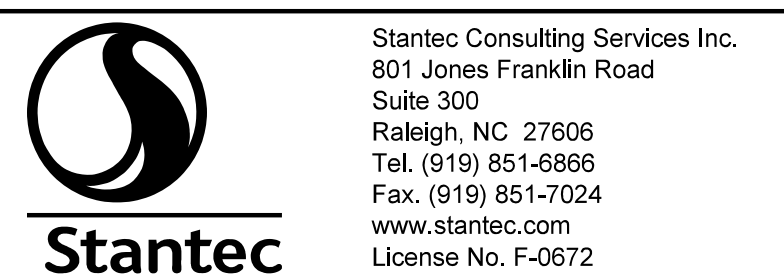 Stantec
Stantec Consulting Services Inc.
801 Jones Franklin Road
Suite 300
Raleigh, NC  27606
Tel. (919) 851-6866
Fax. (919) 851-7024
www.stantec.com
License No. F-0672